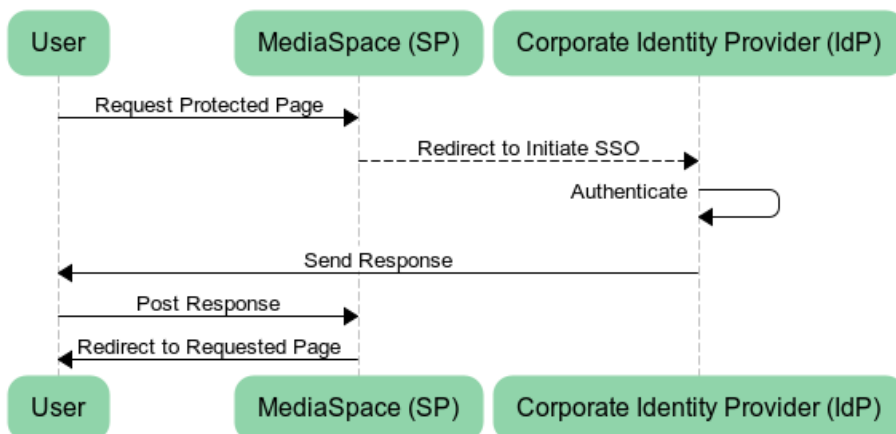 User
MediaSpace (SP)
Corporate Identity Provider (IdP)
Request Protected Page
Redirect to Initiate SSO
Authenticate
Send Response
Post Response
Redirect to Requested Page
User
MediaSpace (SP)
Corporate Identity Provider (IdP)